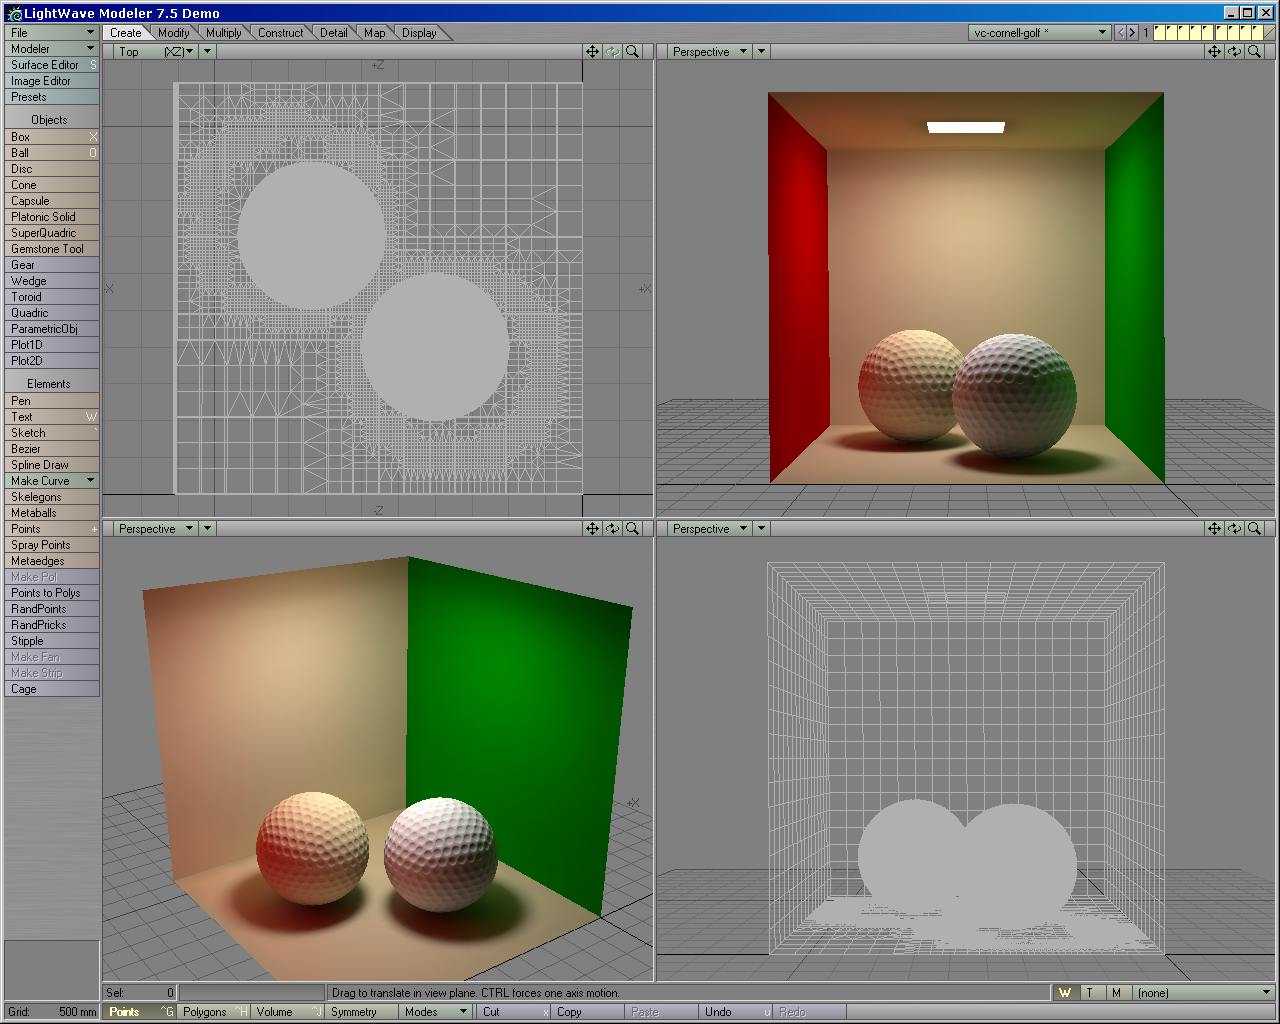 LightWave Modeler 7.5 Demo
File
Create Modify Multiply Construct Detail Map Display
vc-cornell-golf * 1
Modeler
Top (XZ)
Perspective
Surface Editor S
Image Editor
Presets
Objects
Box X
Ball O
Disc
Cone
Capsule
Platonic Solid
SuperQuadric
Gemstone Tool
Gear
Wedge
Toroid
Quadric
ParametricObj
Plot1D
Plot2D
Elements
Pen
Text W
Sketch `
Bezier
Spline Draw
Make Curve
Skelegons
Metaballs
Points +
Spray Points
Metaedges
Make Pol
Points to Polys
RandPoints
RandPricks
Stipple
Make Fan
Make Strip
Cage
+Z
-X
+X
-Z
Perspective
Perspective
+X
Sel: 0
Drag to translate in view plane. CTRL forces one axis motion.
W T M (none)
Grid: 500 mm
Points ^G Polygons ^H Volume ^J Symmetry Modes Cut x Copy Paste Undo u Redo